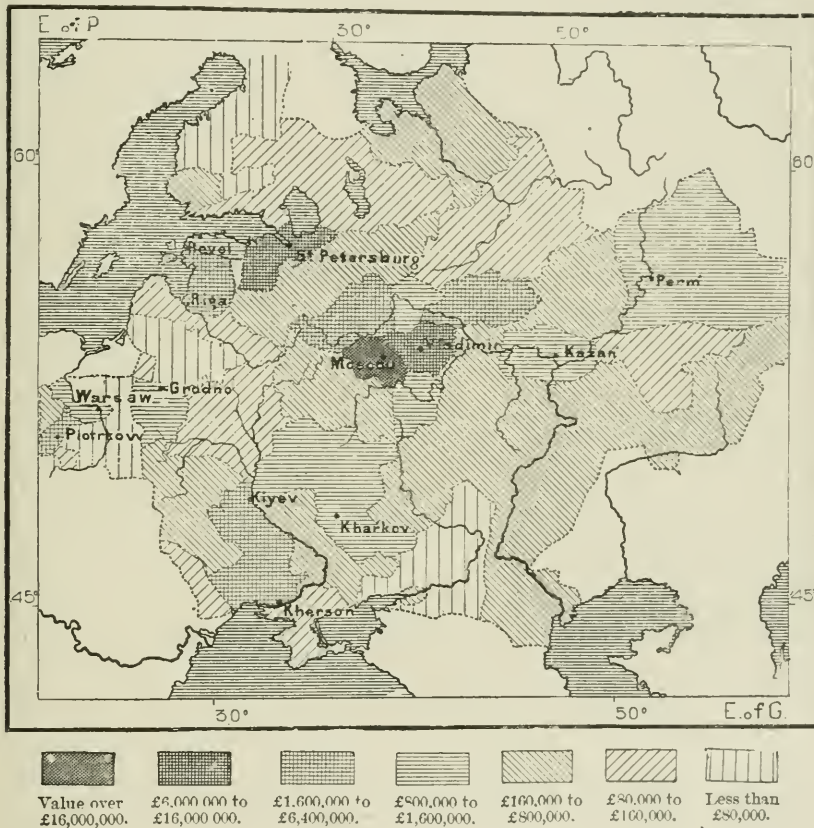 E. of P. 30° 50°
60° 60
Revel
St Petersburg
Riga
Perm
Vladimir
Moscow
Kazan
Grodno
Warsaw
Piotrkow
Kiyev
Kharkov
45° 45°
Kherson
30° 50° E. of G.
Value over £16,000,000.
£6,000,000 to £16,000,000.
£1,600,000 to £6,400,000.
£800,000 to £1,600,000.
£160,000 to £800,000.
£80,000 to £160,000.
Less than £80,000.